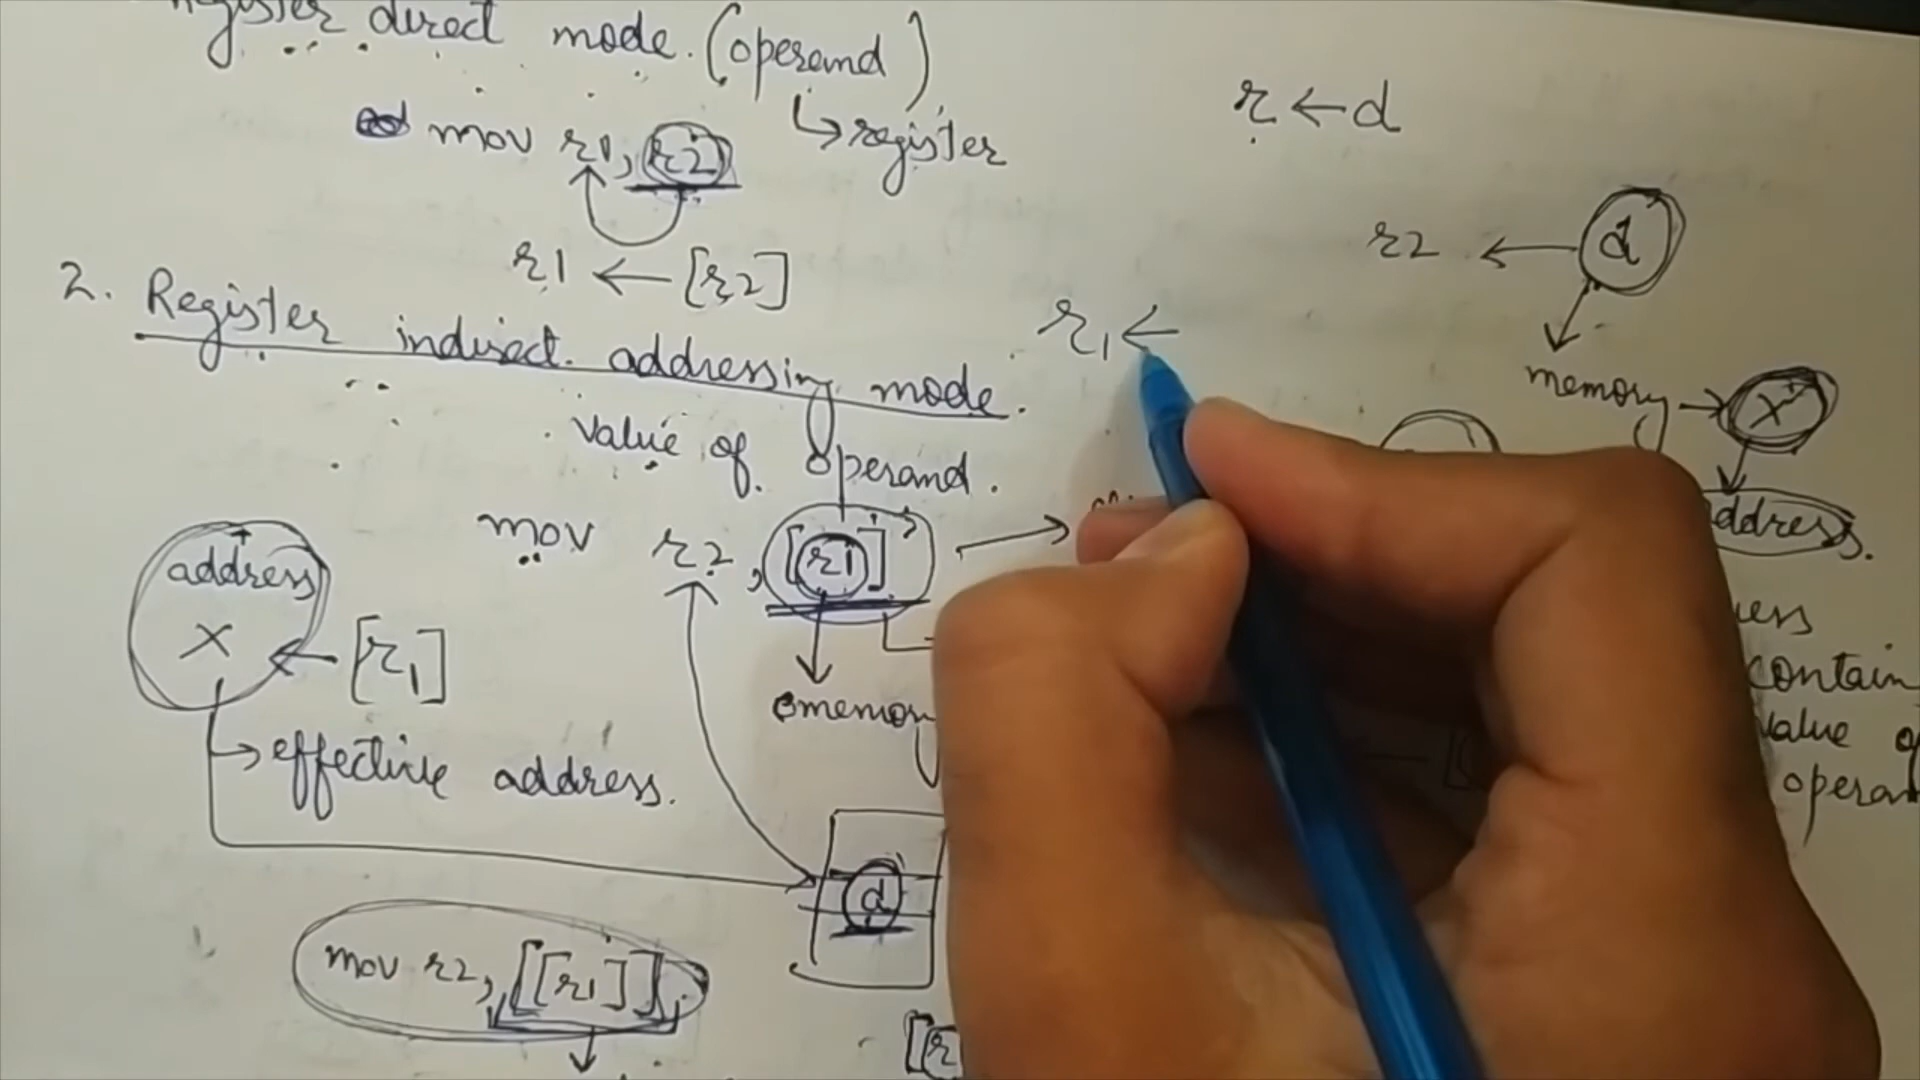 Register direct mode. (operand)
↳ register
mov r1, r2
r1 ← [r2]
r ← d
r2 ← d
memory → x
address.
r1 ←
2. Register indirect addressing mode.
value of operand.
mov r2, [r1] →
address
x ← [r1]
↳ effective address.
memory
contain
value of
d
mov r2, [[r1]]